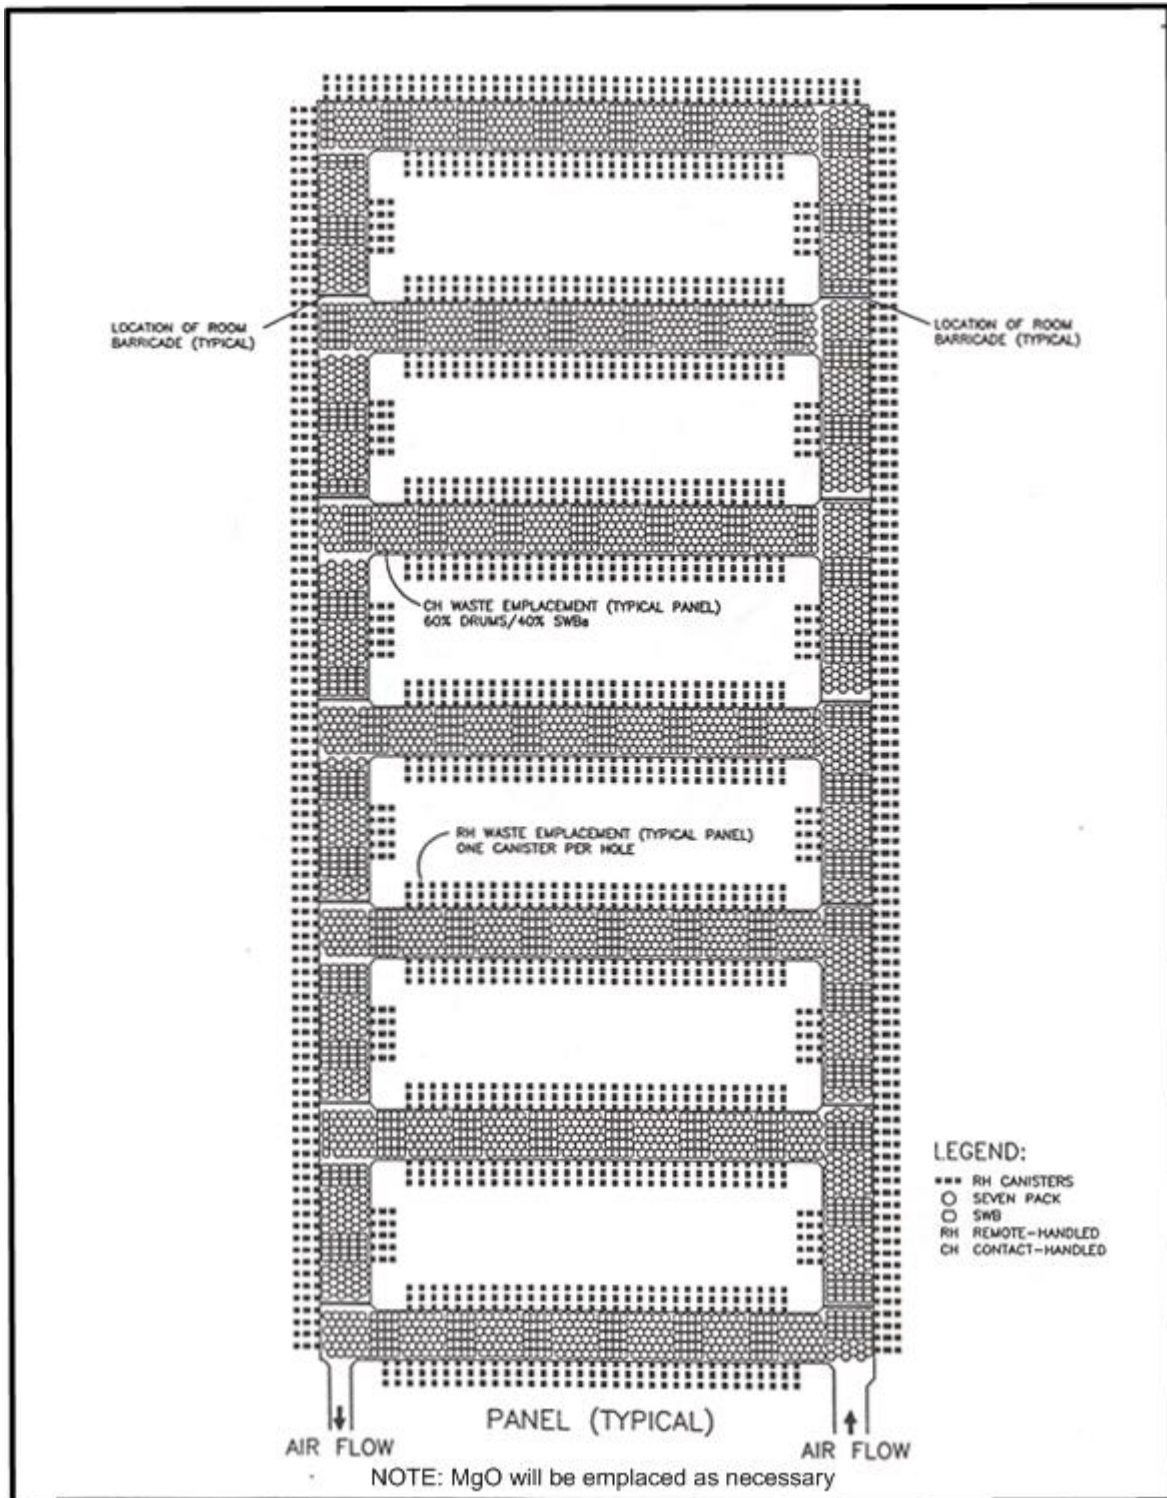 LOCATION OF ROOM
BARRICADE (TYPICAL)
LOCATION OF ROOM
BARRICADE (TYPICAL)
CH WASTE EMPLACEMENT (TYPICAL PANEL)
60% DRUMS/40% SWBs
RH WASTE EMPLACEMENT (TYPICAL PANEL)
ONE CANISTER PER HOLE
LEGEND:
RH CANISTERS
SEVEN PACK
SWB
RH REMOTE-HANDLED
CH CONTACT-HANDLED
PANEL (TYPICAL)
AIR FLOW
AIR FLOW
NOTE: MgO will be emplaced as necessary